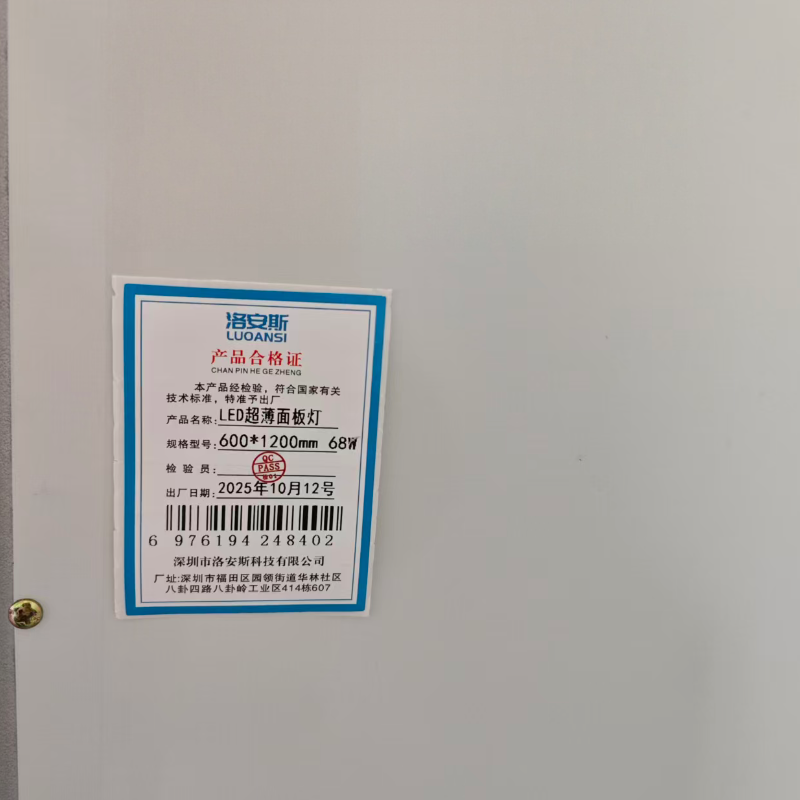 洛安斯
LUOANSI
产品合格证
CHAN PIN HE GE ZHENG
本产品经检验，符合国家有关
技术标准，特准予出厂
产品名称: LED超薄面板灯
规格型号: 600*1200mm 68W
检 验 员: QC PASS
出厂日期: 2025年10月12号
6 976194 248402
深圳市洛安斯科技有限公司
厂址:深圳市福田区园领街道华林社区
八卦四路八卦岭工业区414栋607